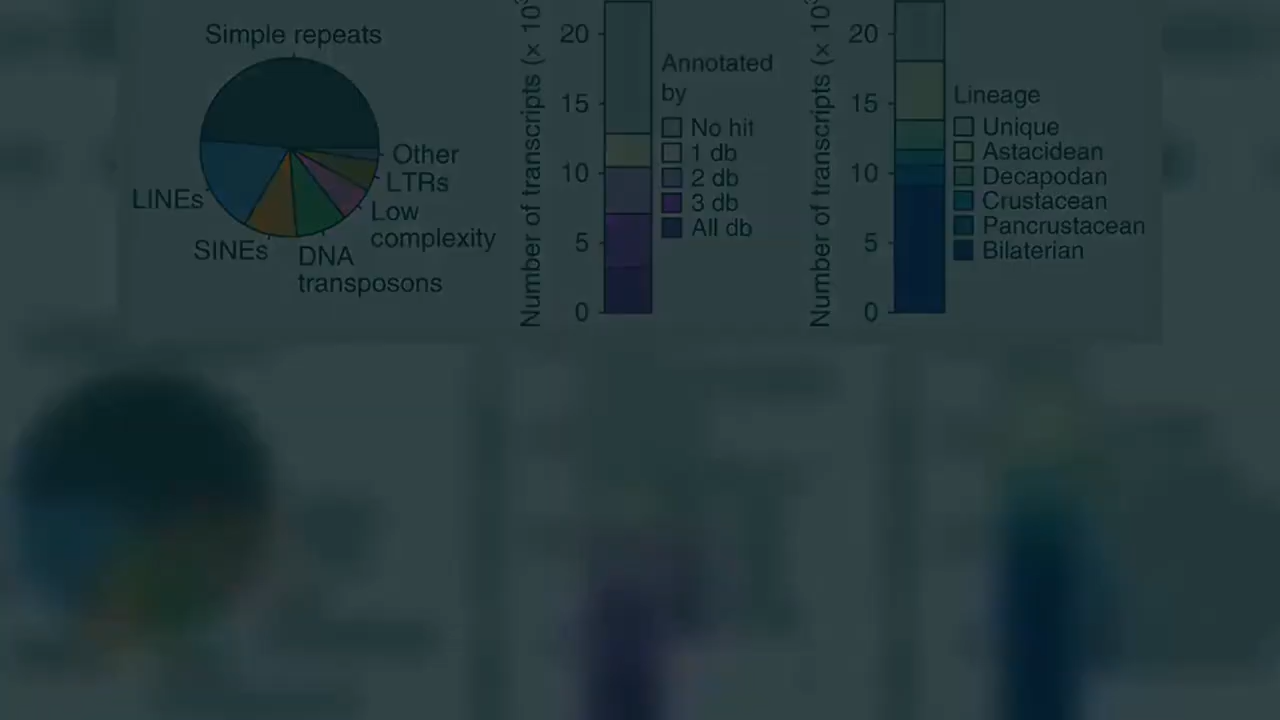 Simple repeats
Other
LTRs
Low
complexity
LINEs
SINEs
DNA
transposons
Number of transcripts (× 10³
20
15
10
5
0
Annotated
by
No hit
1 db
2 db
3 db
All db
Number of transcripts (× 10³
20
15
10
5
0
Lineage
Unique
Astacidean
Decapodan
Crustacean
Pancrustacean
Bilaterian